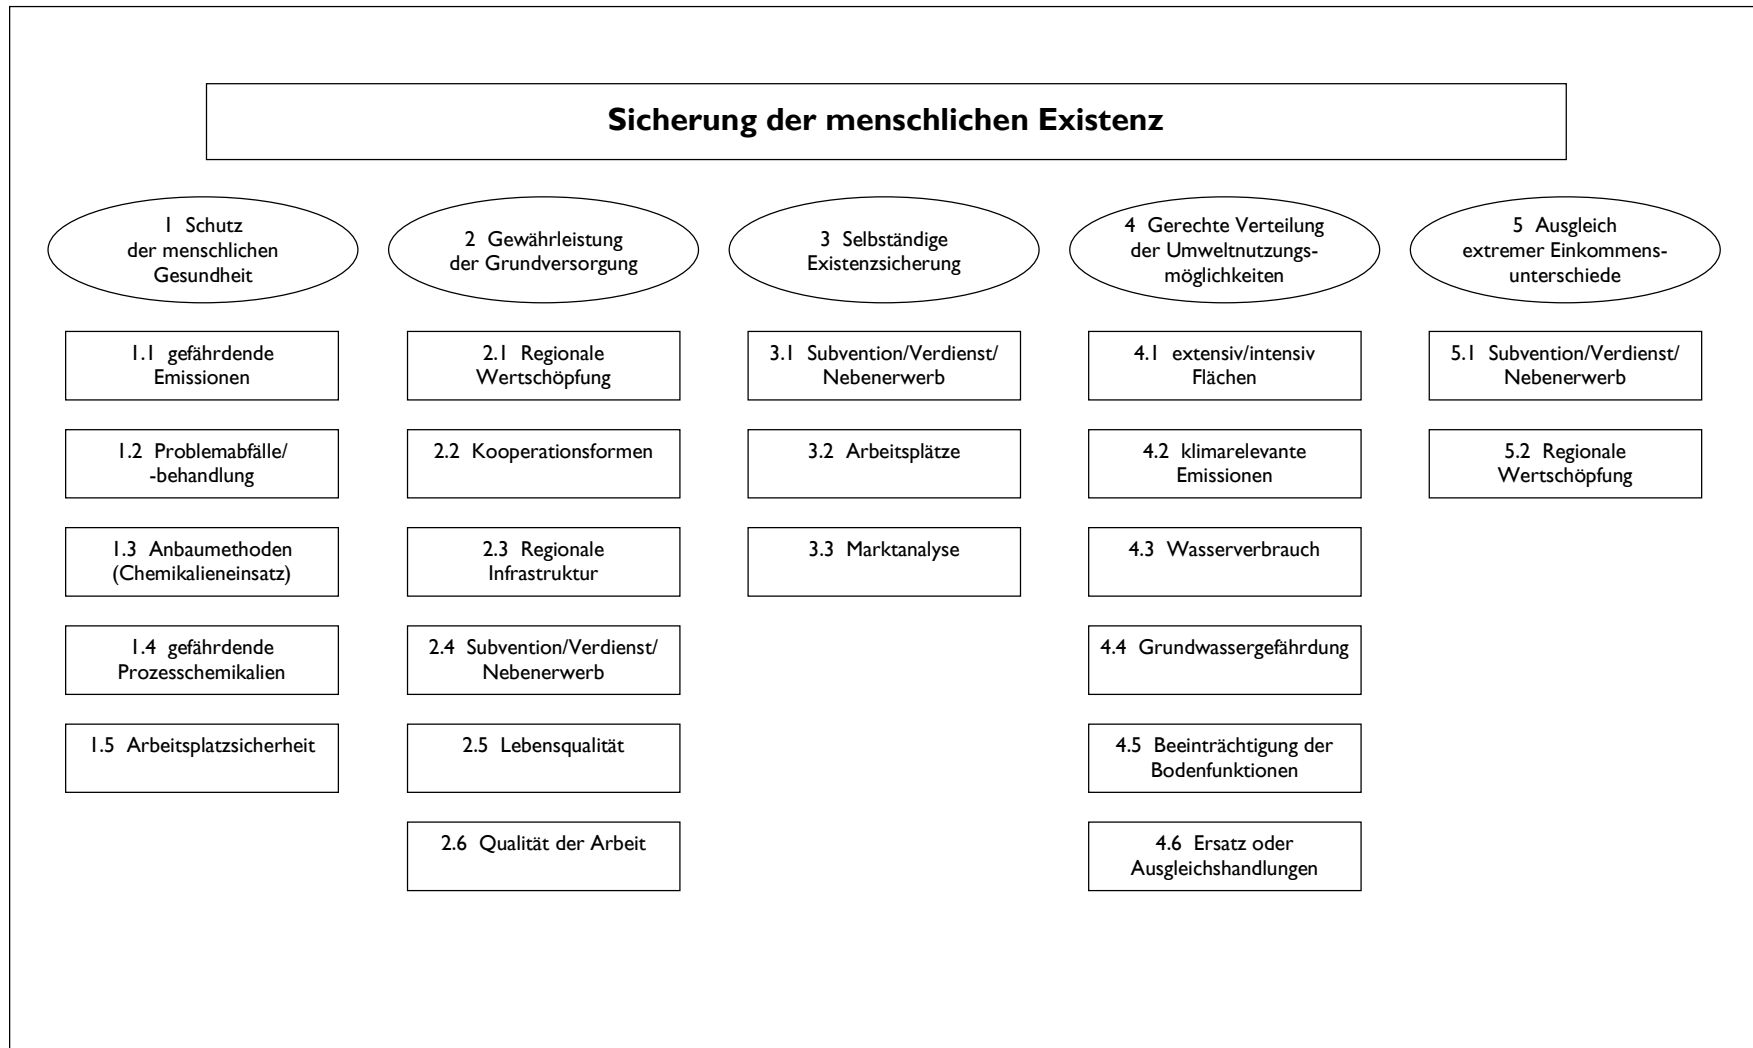 Sicherung der menschlichen Existenz
1 Schutz
der menschlichen
Gesundheit
1.1 gefährdende
Emissionen
1.2 Problemabfälle/
-behandlung
1.3 Anbaumethoden
(Chemikalieneinsatz)
1.4 gefährdende
Prozesschemikalien
1.5 Arbeitsplatzsicherheit
2 Gewährleistung
der Grundversorgung
2.1 Regionale
Wertschöpfung
2.2 Kooperationsformen
2.3 Regionale
Infrastruktur
2.4 Subvention/Verdienst/
Nebenerwerb
2.5 Lebensqualität
2.6 Qualität der Arbeit
3 Selbständige
Existenzsicherung
3.1 Subvention/Verdienst/
Nebenerwerb
3.2 Arbeitsplätze
3.3 Marktanalyse
4 Gerechte Verteilung
der Umweltnutzungs-
möglichkeiten
4.1 extensiv/intensiv
Flächen
4.2 klimarelevante
Emissionen
4.3 Wasserverbrauch
4.4 Grundwassergefährdung
4.5 Beeinträchtigung der
Bodenfunktionen
4.6 Ersatz oder
Ausgleichshandlungen
5 Ausgleich
extremer Einkommens-
unterschiede
5.1 Subvention/Verdienst/
Nebenerwerb
5.2 Regionale
Wertschöpfung